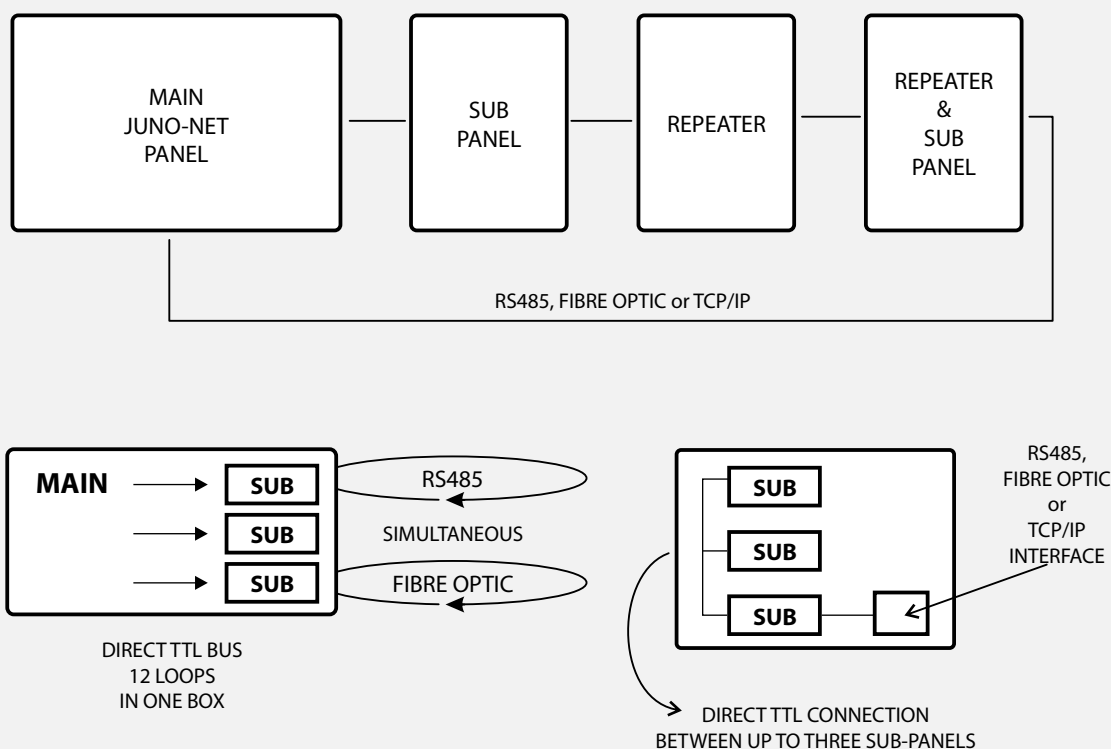 MAIN
JUNO-NET
PANEL
SUB
PANEL
REPEATER
REPEATER
&
SUB
PANEL
RS485, FIBRE OPTIC or TCP/IP
MAIN
SUB
SUB
SUB
RS485
SIMULTANEOUS
FIBRE OPTIC
DIRECT TTL BUS
12 LOOPS
IN ONE BOX
SUB
SUB
SUB
RS485,
FIBRE OPTIC
or
TCP/IP
INTERFACE
DIRECT TTL CONNECTION
BETWEEN UP TO THREE SUB-PANELS